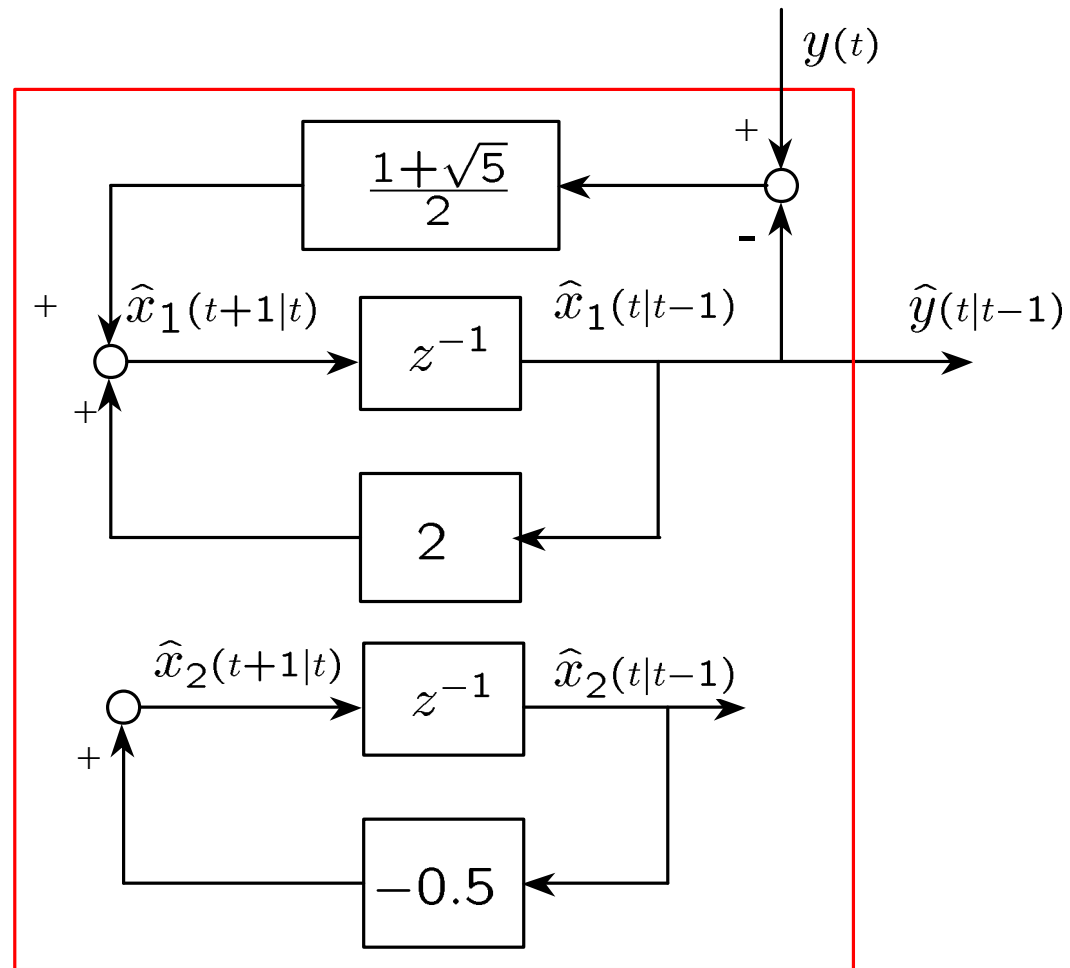 y(t)
+
1+√5
2
-
+
x̂₁(t+1|t)
z⁻¹
x̂₁(t|t−1)
ŷ(t|t−1)
+
2
x̂₂(t+1|t)
z⁻¹
x̂₂(t|t−1)
+
−0.5